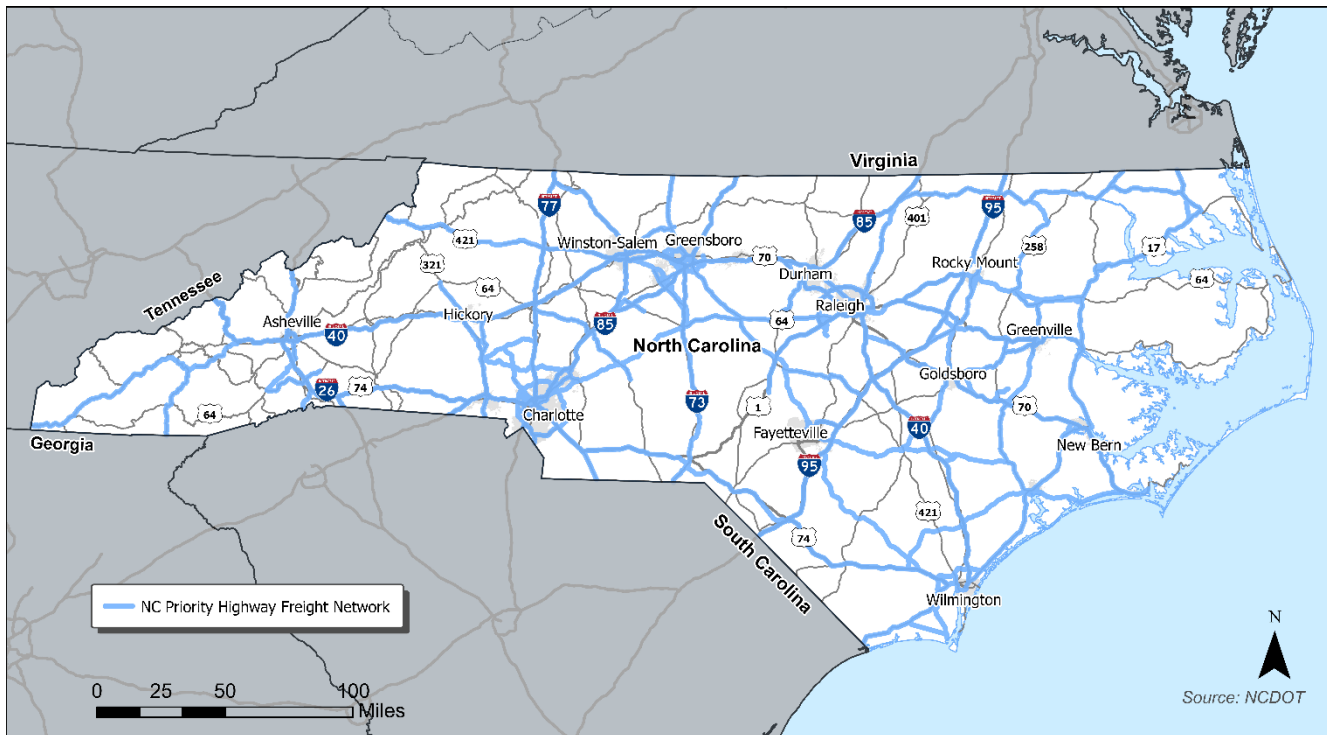 Virginia
77
85
401
95
421
Winston-Salem
Greensboro
258
17
70
321
Durham
Rocky Mount
64
64
Tennessee
Asheville
Hickory
Raleigh
40
85
64
Greenville
North Carolina
Goldsboro
26
74
73
1
70
64
Charlotte
Fayetteville
40
New Bern
Georgia
95
421
South Carolina
74
NC Priority Highway Freight Network
Wilmington
N
0 25 50 100
Miles
Source: NCDOT